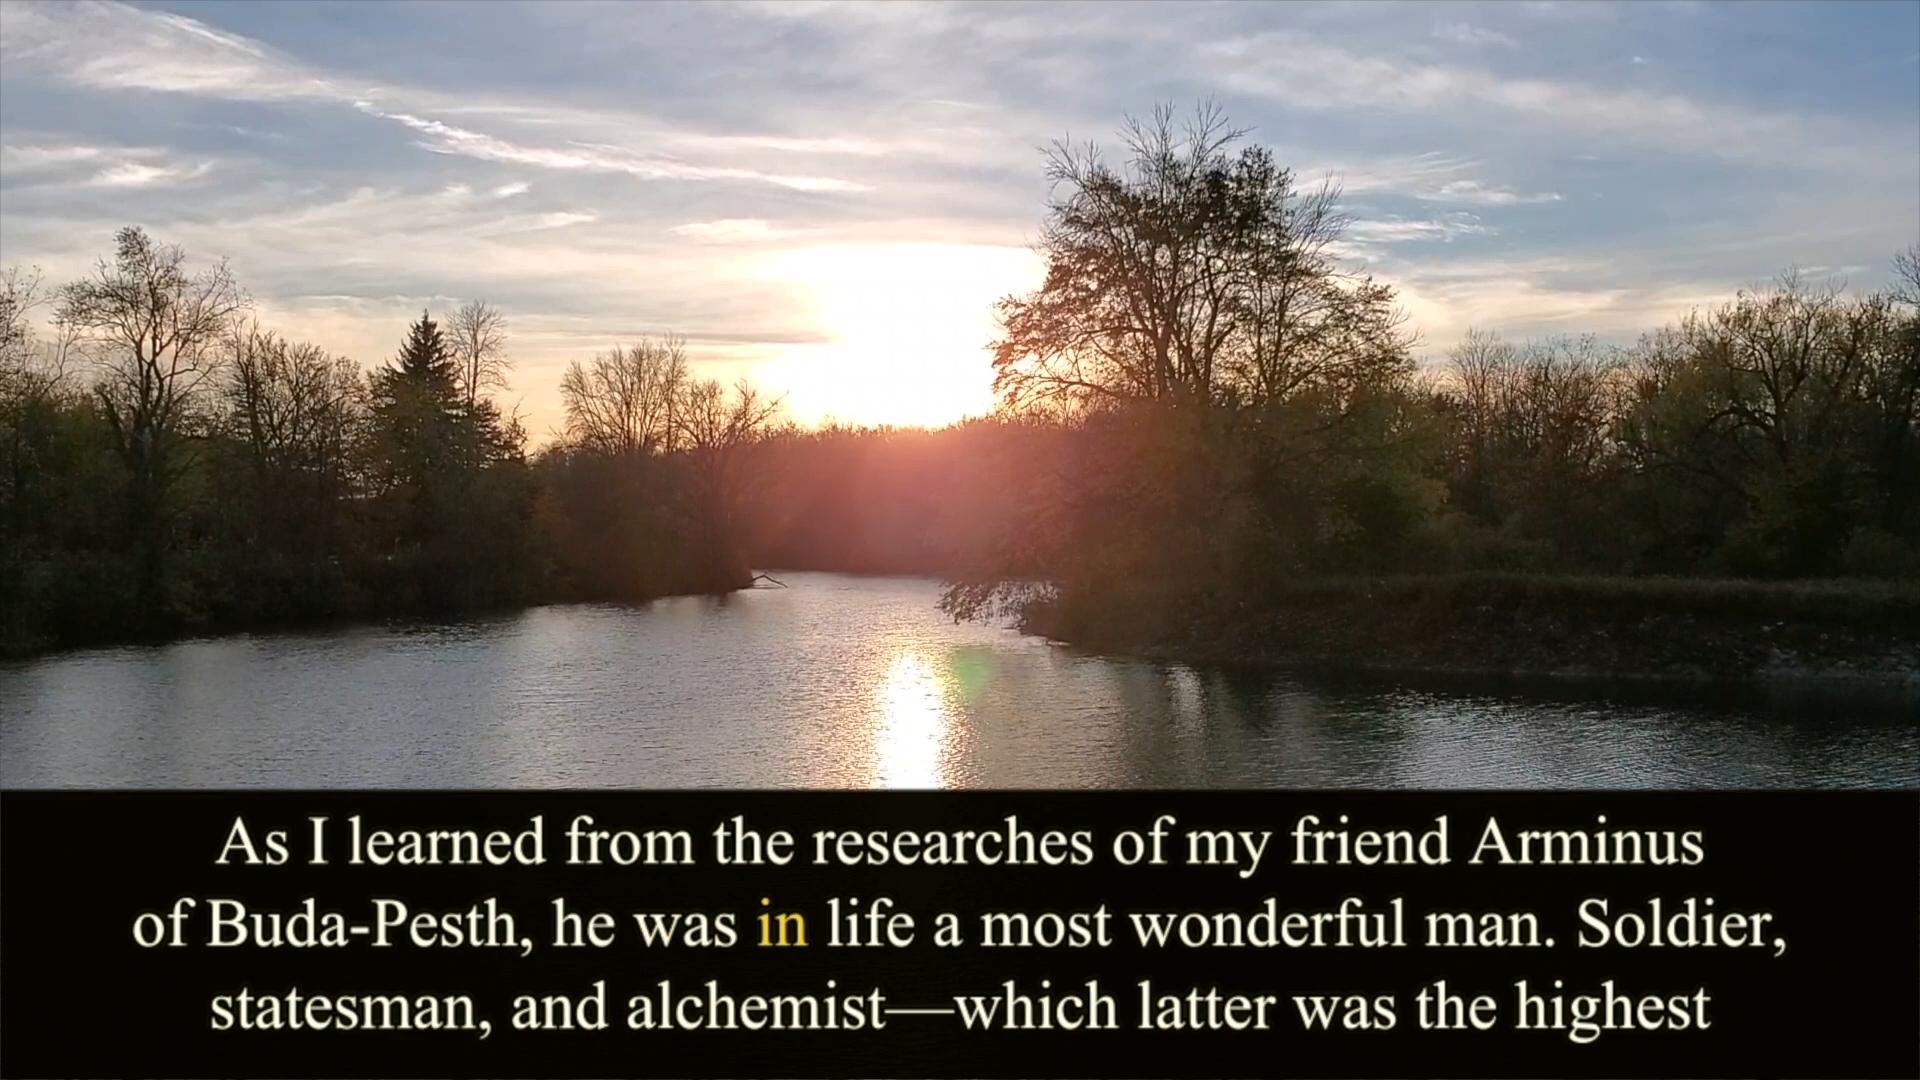 As I learned from the researches of my friend Arminus
of Buda-Pesth, he was in life a most wonderful man. Soldier,
statesman, and alchemist—which latter was the highest